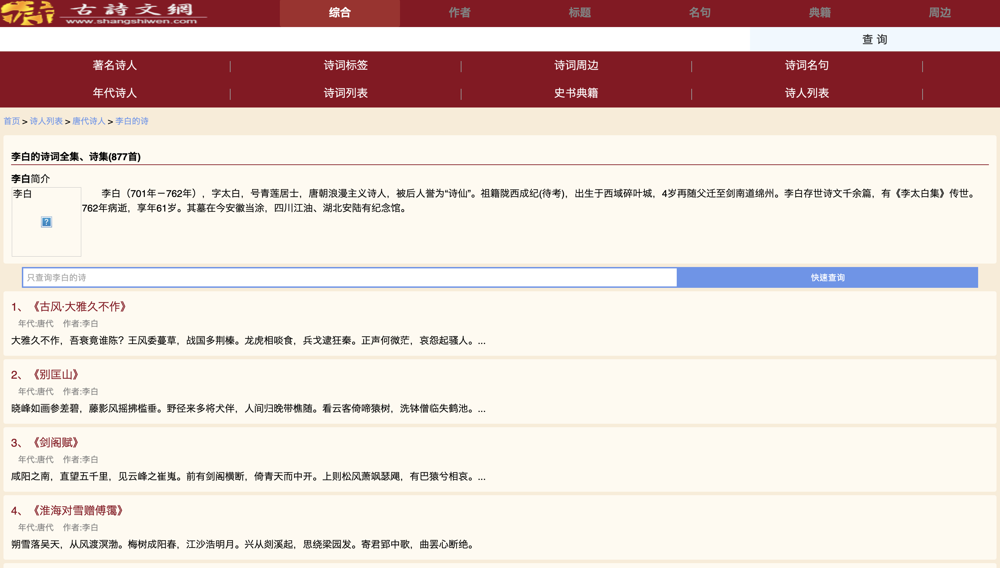 古詩文網
www.shangshiwen.com
综合 作者 标题 名句 典籍 周边
查 询
著名诗人 | 诗词标签 | 诗词周边 | 诗词名句 |
年代诗人 | 诗词列表 | 史书典籍 | 诗人列表 |
首页 > 诗人列表 > 唐代诗人 > 李白的诗
李白的诗词全集、诗集(877首)
李白简介
李白
李白（701年－762年），字太白，号青莲居士，唐朝浪漫主义诗人，被后人誉为“诗仙”。祖籍陇西成纪(待考)，出生于西域碎叶城，4岁再随父迁至剑南道绵州。李白存世诗文千余篇，有《李太白集》传世。
762年病逝，享年61岁。其墓在今安徽当涂，四川江油、湖北安陆有纪念馆。
只查询李白的诗 快速查询
1、《古风·大雅久不作》
年代:唐代 作者:李白
大雅久不作，吾衰竟谁陈？王风委蔓草，战国多荆榛。龙虎相啖食，兵戈逮狂秦。正声何微茫，哀怨起骚人。...
2、《别匡山》
年代:唐代 作者:李白
晓峰如画参差碧，藤影风摇拂槛垂。野径来多将犬伴，人间归晚带樵随。看云客倚啼猿树，洗钵僧临失鹤池。...
3、《剑阁赋》
年代:唐代 作者:李白
咸阳之南，直望五千里，见云峰之崔嵬。前有剑阁横断，倚青天而中开。上则松风萧飒瑟飓，有巴猿兮相哀。...
4、《淮海对雪赠傅霭》
年代:唐代 作者:李白
朔雪落吴天，从风渡溟渤。梅树成阳春，江沙浩明月。兴从剡溪起，思绕梁园发。寄君郢中歌，曲罢心断绝。